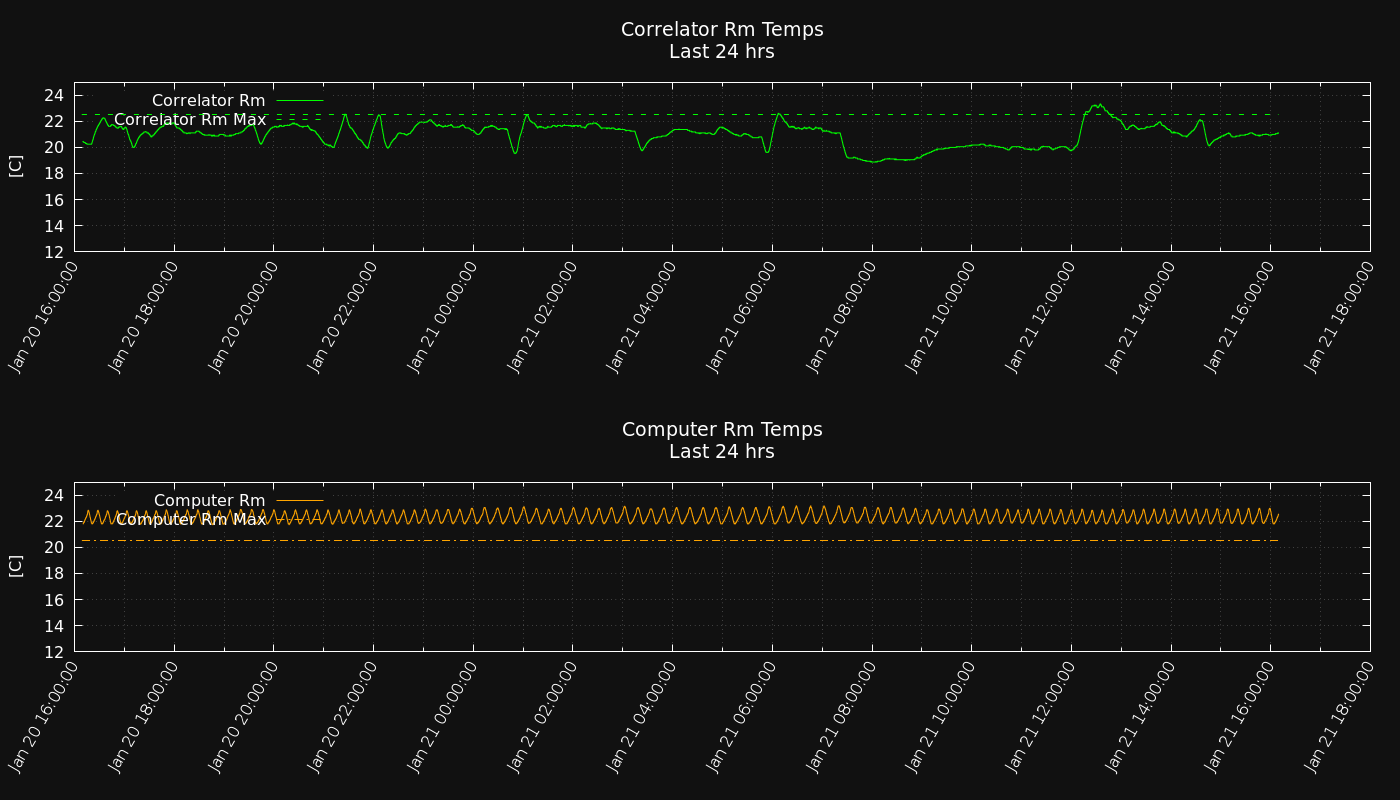 Correlator Rm Temps
Last 24 hrs
24
22
20
18
16
14
12
[C]
Correlator Rm
Correlator Rm Max
Jan 20 16:00:00
Jan 20 18:00:00
Jan 20 20:00:00
Jan 20 22:00:00
Jan 21 00:00:00
Jan 21 02:00:00
Jan 21 04:00:00
Jan 21 06:00:00
Jan 21 08:00:00
Jan 21 10:00:00
Jan 21 12:00:00
Jan 21 14:00:00
Jan 21 16:00:00
Jan 21 18:00:00
Computer Rm Temps
Last 24 hrs
24
22
20
18
16
14
12
[C]
Computer Rm
Computer Rm Max
Jan 20 16:00:00
Jan 20 18:00:00
Jan 20 20:00:00
Jan 20 22:00:00
Jan 21 00:00:00
Jan 21 02:00:00
Jan 21 04:00:00
Jan 21 06:00:00
Jan 21 08:00:00
Jan 21 10:00:00
Jan 21 12:00:00
Jan 21 14:00:00
Jan 21 16:00:00
Jan 21 18:00:00